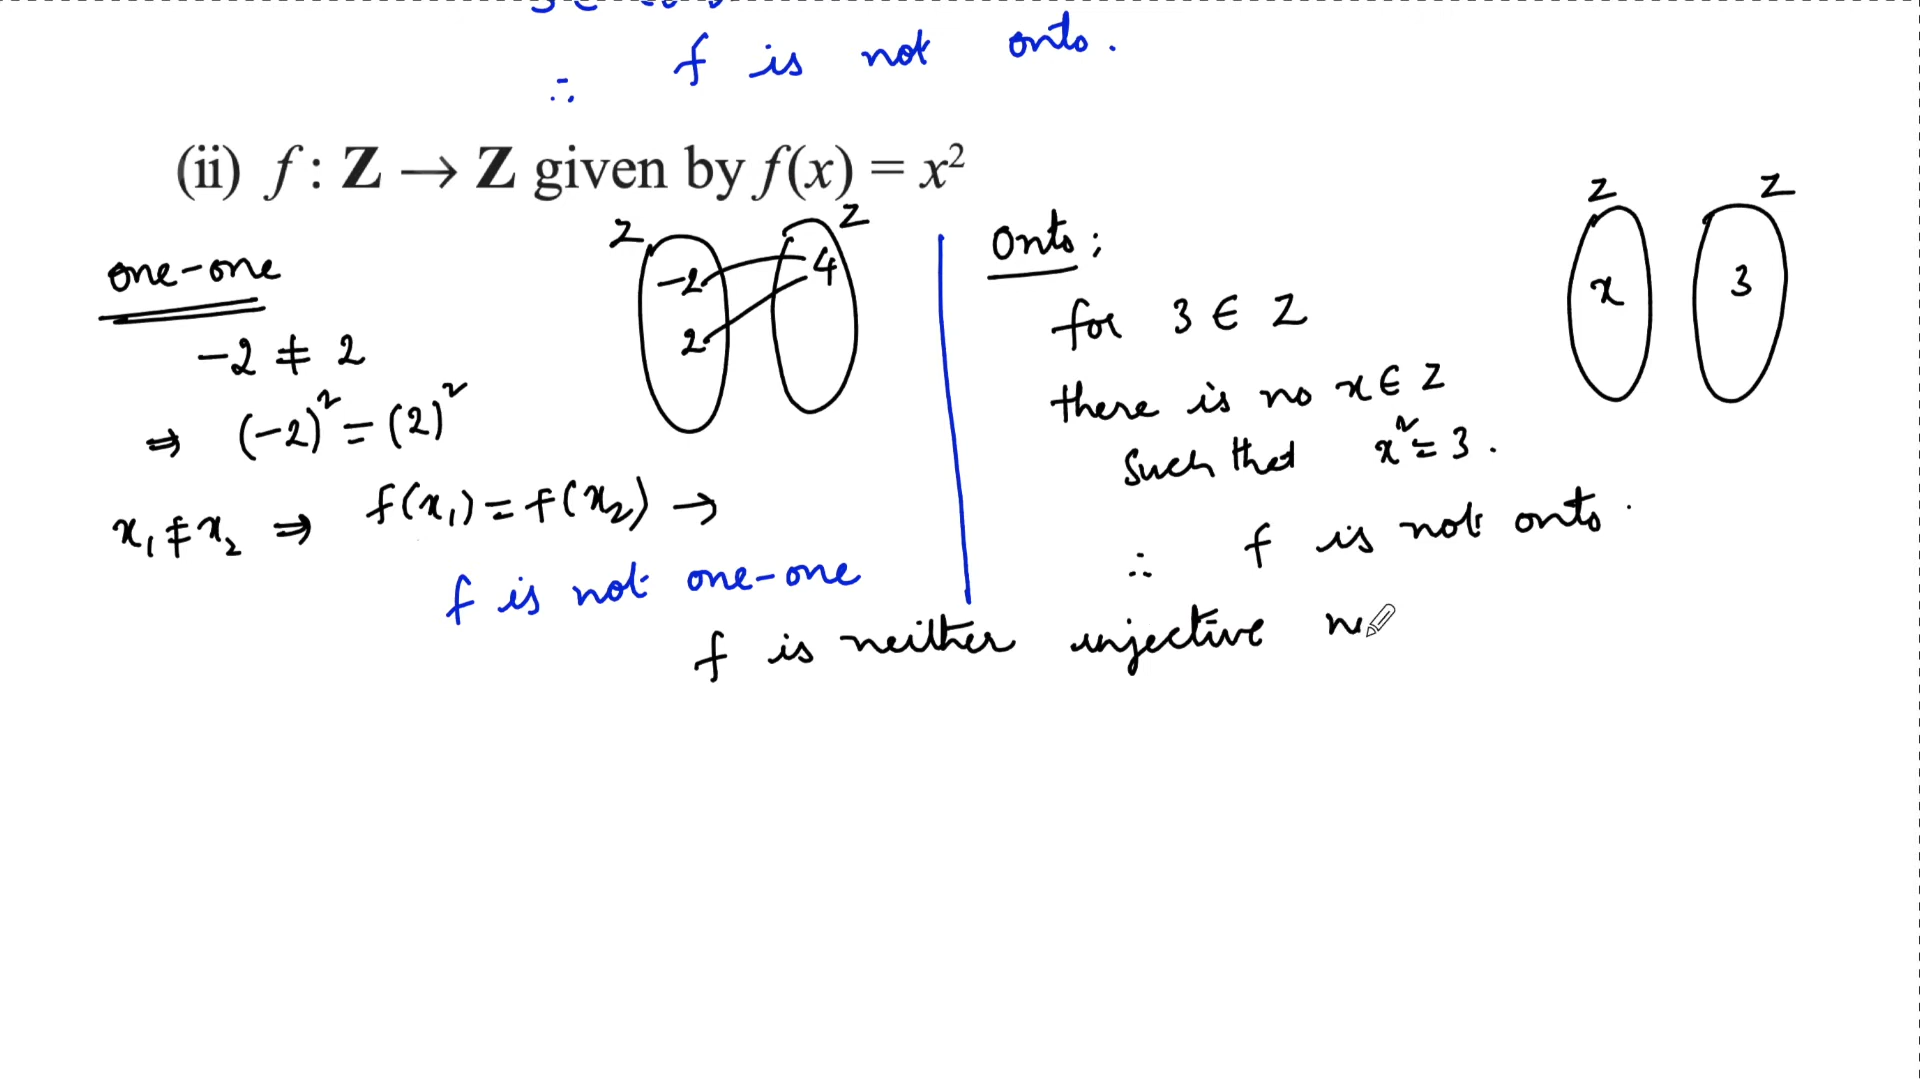 ∴ f is not onto.
(ii) f : Z → Z given by f(x) = x²
one-one
-2 ≠ 2
⇒ (-2)² = (2)²
x₁ ≠ x₂ ⇒ f(x₁) = f(x₂) →
f is not one-one
Z Z
-2 4
2
Onto:
for 3 ∈ Z
there is no x ∈ Z
Such that x² = 3.
∴ f is not onto.
Z Z
x 3
f is neither injective